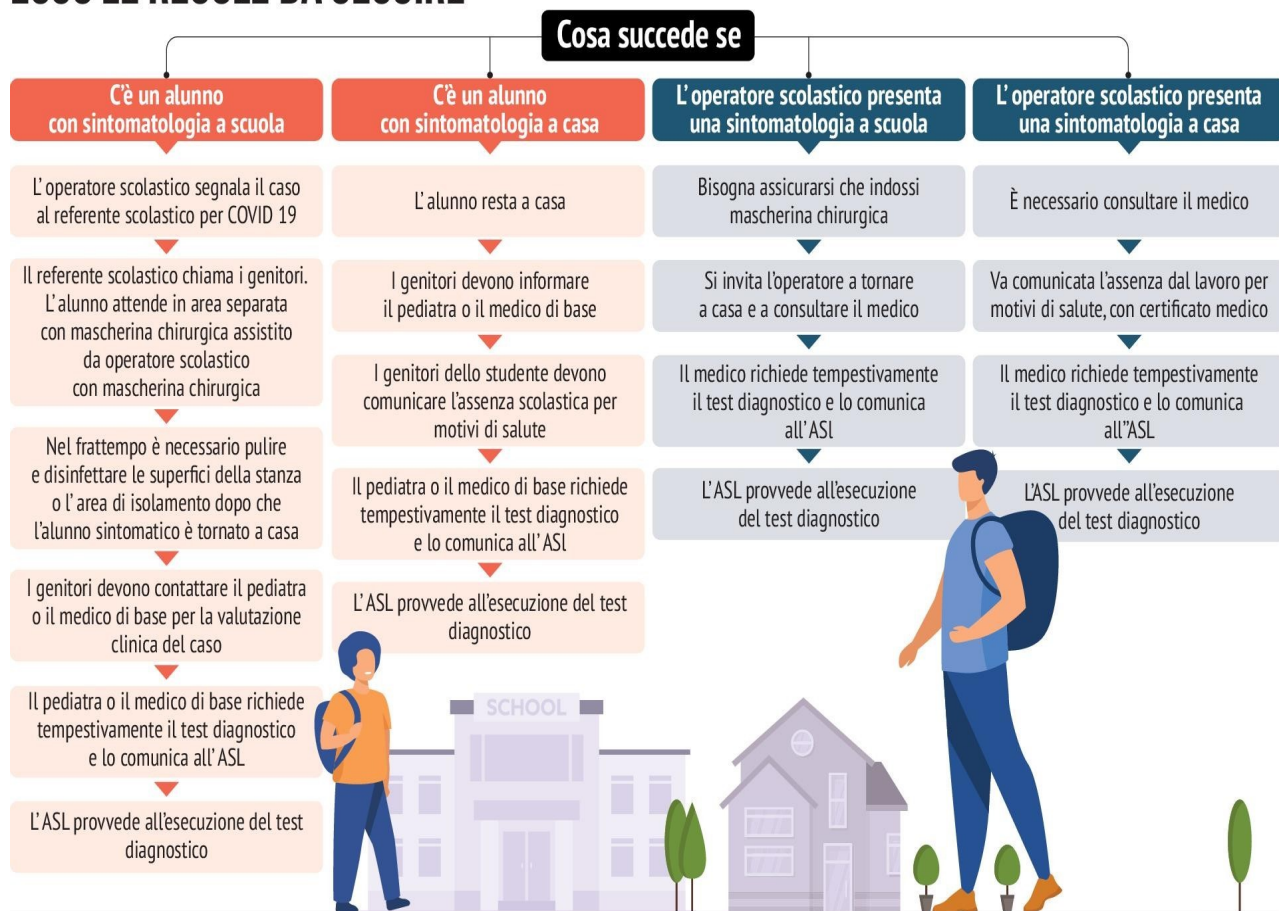 ECCO LE REGOLE DA SEGUIRE
Cosa succede se
C'è un alunno
con sintomatologia a scuola
L' operatore scolastico segnala il caso
al referente scolastico per COVID 19
Il referente scolastico chiama i genitori.
L' alunno attende in area separata
con mascherina chirurgica assistito
da operatore scolastico
con mascherina chirurgica
Nel frattempo è necessario pulire
e disinfettare le superfici della stanza
o l' area di isolamento dopo che
l'alunno sintomatico è tornato a casa
I genitori devono contattare il pediatra
o il medico di base per la valutazione
clinica del caso
Il pediatra o il medico di base richiede
tempestivamente il test diagnostico
e lo comunica all' ASL
L' ASL provvede all'esecuzione del test
diagnostico
C'è un alunno
con sintomatologia a casa
L' alunno resta a casa
I genitori devono informare
il pediatra o il medico di base
I genitori dello studente devono
comunicare l'assenza scolastica per
motivi di salute
Il pediatra o il medico di base richiede
tempestivamente il test diagnostico
e lo comunica all' ASl
L' ASL provvede all'esecuzione del test
diagnostico
L' operatore scolastico presenta
una sintomatologia a scuola
Bisogna assicurarsi che indossi
mascherina chirurgica
Si invita l'operatore a tornare
a casa e a consultare il medico
Il medico richiede tempestivamente
il test diagnostico e lo comunica
all' ASl
L' ASL provvede all'esecuzione
del test diagnostico
L' operatore scolastico presenta
una sintomatologia a casa
È necessario consultare il medico
Va comunicata l'assenza dal lavoro per
motivi di salute, con certificato medico
Il medico richiede tempestivamente
il test diagnostico e lo comunica
all''ASL
L'ASL provvede all'esecuzione
del test diagnostico
SCHOOL